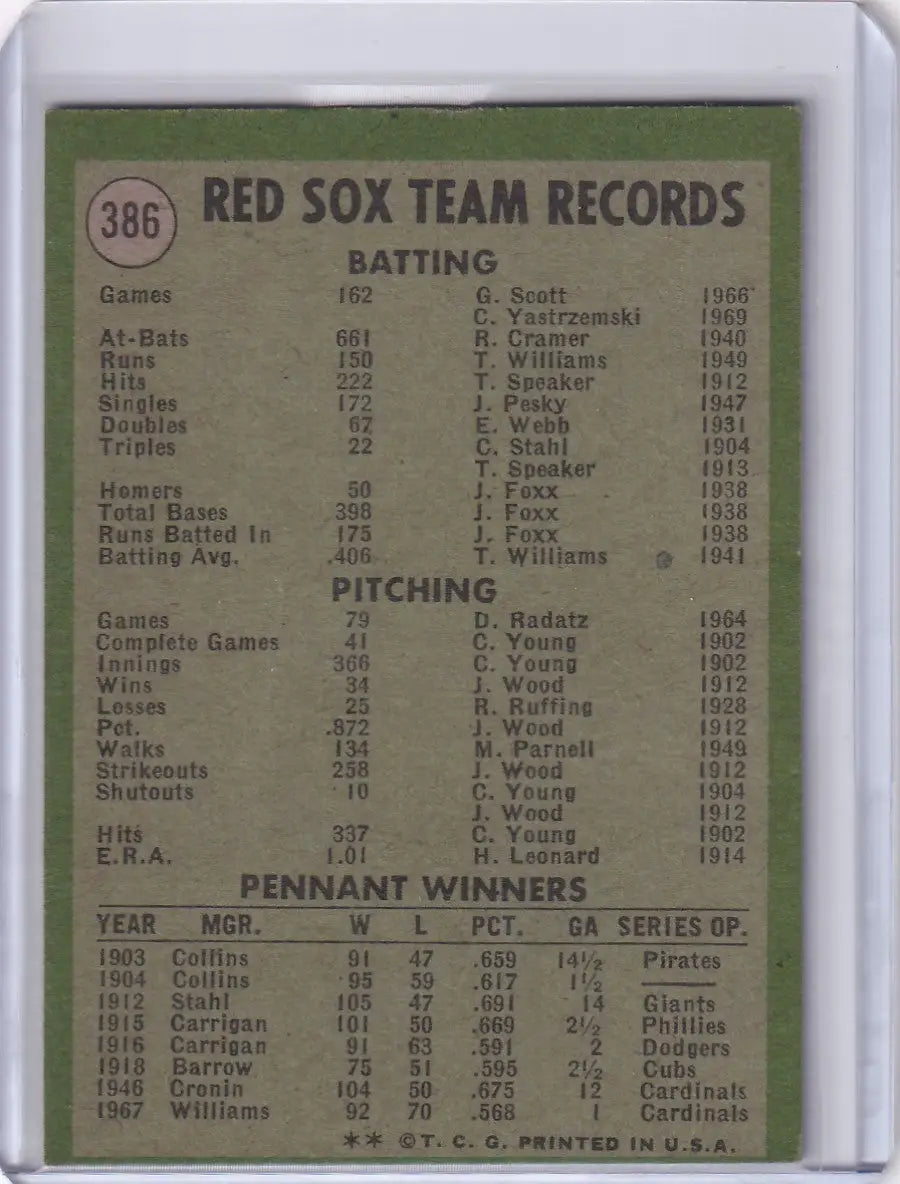 386
RED SOX TEAM RECORDS
BATTING
Games 162 G. Scott 1966
C. Yastrzemski 1969
At-Bats 661 R. Cramer 1940
Runs 150 T. Williams 1949
Hits 222 T. Speaker 1912
Singles 172 J. Pesky 1947
Doubles 67 E. Webb 1931
Triples 22 C. Stahl 1904
T. Speaker 1913
Homers 50 J. Foxx 1938
Total Bases 398 J. Foxx 1938
Runs Batted In 175 J. Foxx 1938
Batting Avg. .406 T. Williams 1941
PITCHING
Games 79 D. Radatz 1964
Complete Games 41 C. Young 1902
Innings 366 C. Young 1902
Wins 34 J. Wood 1912
Losses 25 R. Ruffing 1928
Pct. .872 J. Wood 1912
Walks 134 M. Parnell 1949
Strikeouts 258 J. Wood 1912
Shutouts 10 C. Young 1904
J. Wood 1912
Hits 337 C. Young 1902
E.R.A. 1.01 H. Leonard 1914
PENNANT WINNERS
YEAR MGR. W L PCT. GA SERIES OP.
1903 Collins 91 47 .659 14½ Pirates
1904 Collins 95 59 .617 1½ ———
1912 Stahl 105 47 .691 14 Giants
1915 Carrigan 101 50 .669 2½ Phillies
1916 Carrigan 91 63 .591 2 Dodgers
1918 Barrow 75 51 .595 2½ Cubs
1946 Cronin 104 50 .675 12 Cardinals
1967 Williams 92 70 .568 1 Cardinals
** ©T. C. G. PRINTED IN U.S.A.